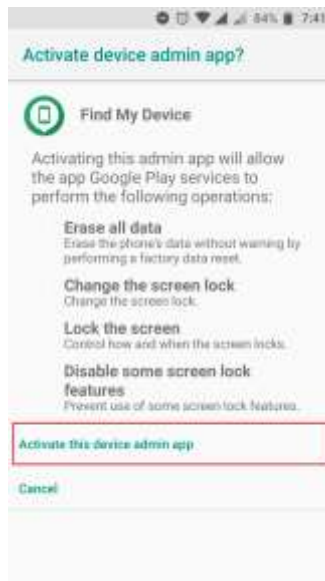 84% 7:41
Activate device admin app?
Find My Device
Activating this admin app will allow
the app Google Play services to
perform the following operations:
Erase all data
Erase the phone's data without warning by
performing a factory data reset.
Change the screen lock
Change the screen lock.
Lock the screen
Control how and when the screen locks.
Disable some screen lock
features
Prevent use of some screen lock features.
Activate this device admin app
Cancel